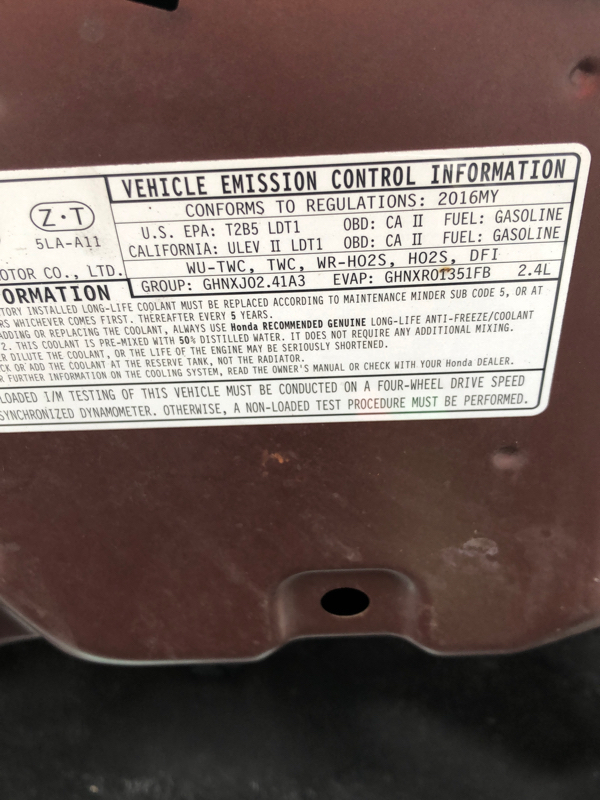 VEHICLE EMISSION CONTROL INFORMATION
Z·T
5LA-A11
OTOR CO., LTD.
CONFORMS TO REGULATIONS: 2016MY
U.S. EPA: T2B5 LDT1 OBD: CA II FUEL: GASOLINE
CALIFORNIA: ULEV II LDT1 OBD: CA II FUEL: GASOLINE
WU-TWC, TWC, WR-HO2S, HO2S, DFI
GROUP: GHNXJ02.41A3 EVAP: GHNXR01351FB 2.4L
ORMATION
TORY INSTALLED LONG-LIFE COOLANT MUST BE REPLACED ACCORDING TO MAINTENANCE MINDER SUB CODE 5, OR AT
RS WHICHEVER COMES FIRST. THEREAFTER EVERY 5 YEARS.
ADDING OR REPLACING THE COOLANT, ALWAYS USE Honda RECOMMENDED GENUINE LONG-LIFE ANTI-FREEZE/COOLANT
2. THIS COOLANT IS PRE-MIXED WITH 50% DISTILLED WATER. IT DOES NOT REQUIRE ANY ADDITIONAL MIXING.
ER DILUTE THE COOLANT, OR THE LIFE OF THE ENGINE MAY BE SERIOUSLY SHORTENED.
CK OR ADD THE COOLANT AT THE RESERVE TANK, NOT THE RADIATOR.
R FURTHER INFORMATION ON THE COOLING SYSTEM, READ THE OWNER'S MANUAL OR CHECK WITH YOUR Honda DEALER.
LOADED I/M TESTING OF THIS VEHICLE MUST BE CONDUCTED ON A FOUR-WHEEL DRIVE SPEED
SYNCHRONIZED DYNAMOMETER. OTHERWISE, A NON-LOADED TEST PROCEDURE MUST BE PERFORMED.